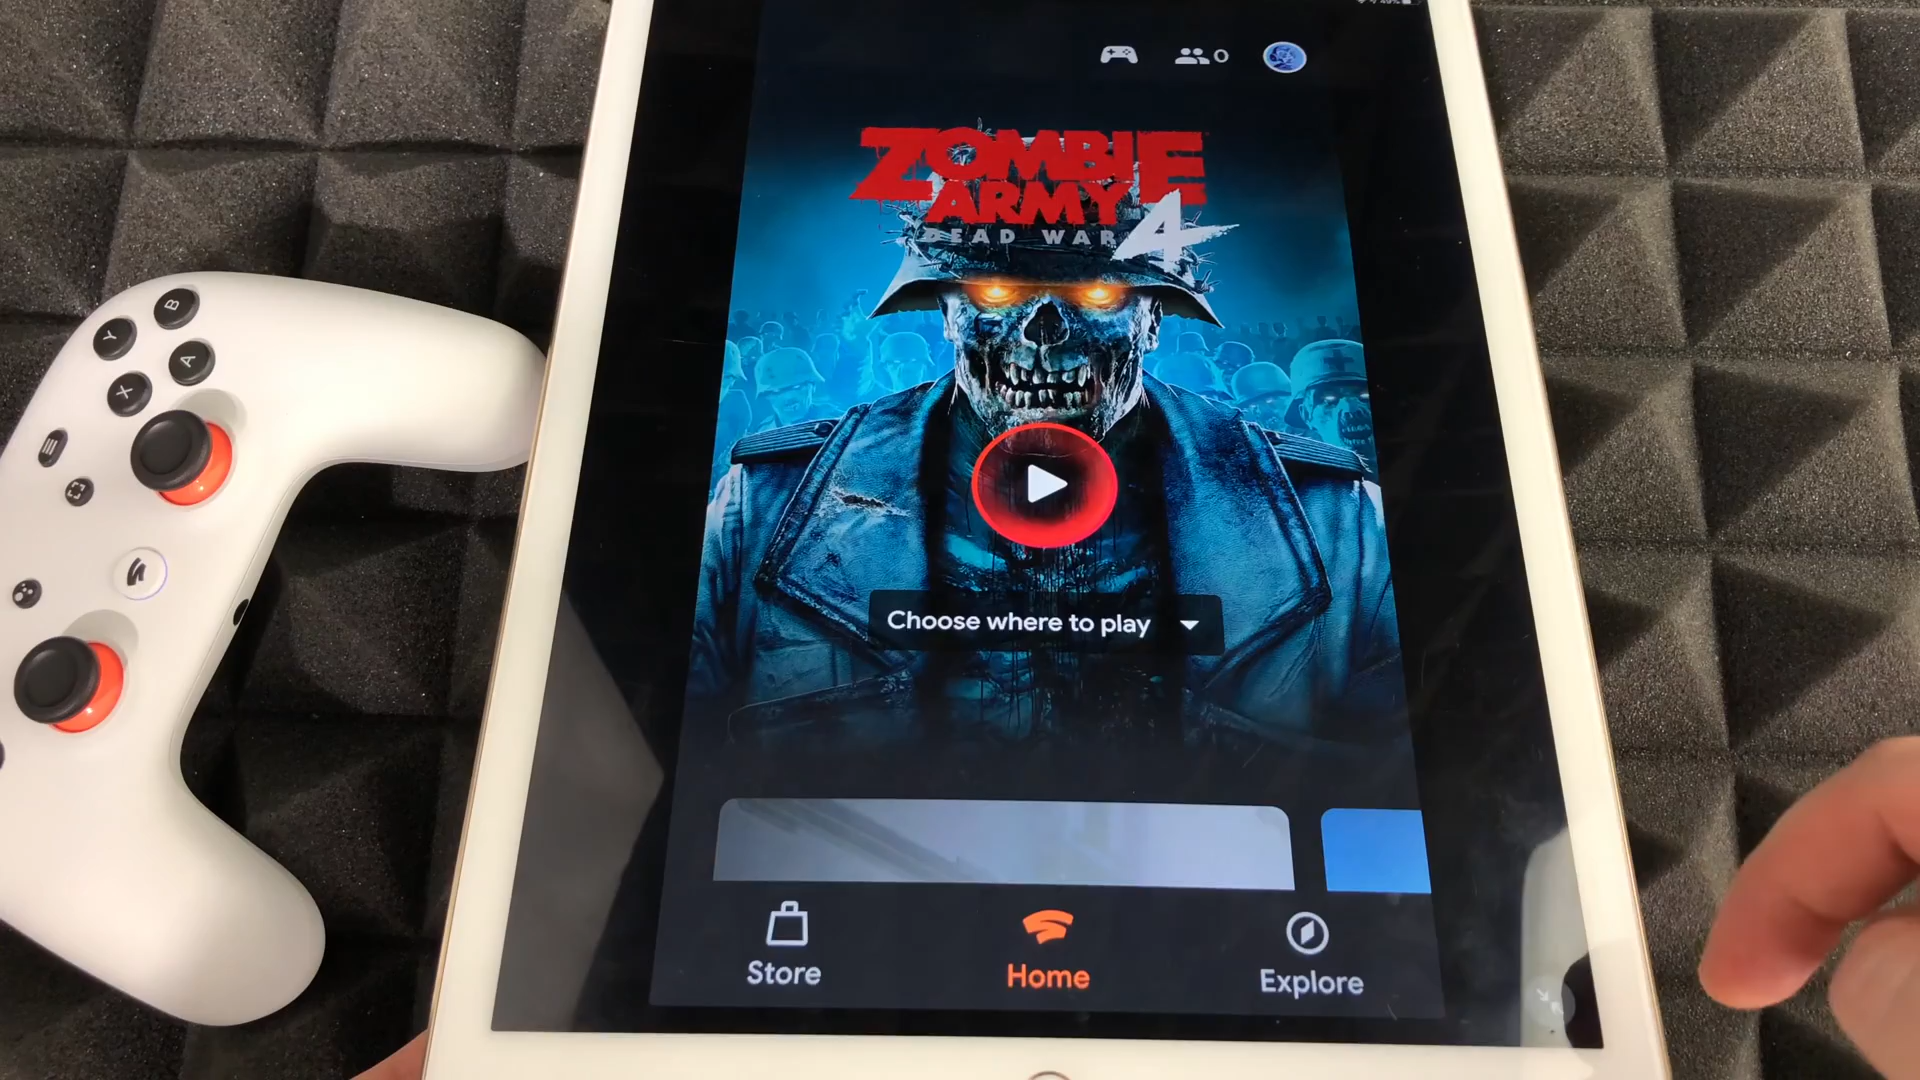 0
ZOMBIE
ARMY 4
DEAD WAR
Choose where to play
Store
Home
Explore
B
Y
A
X